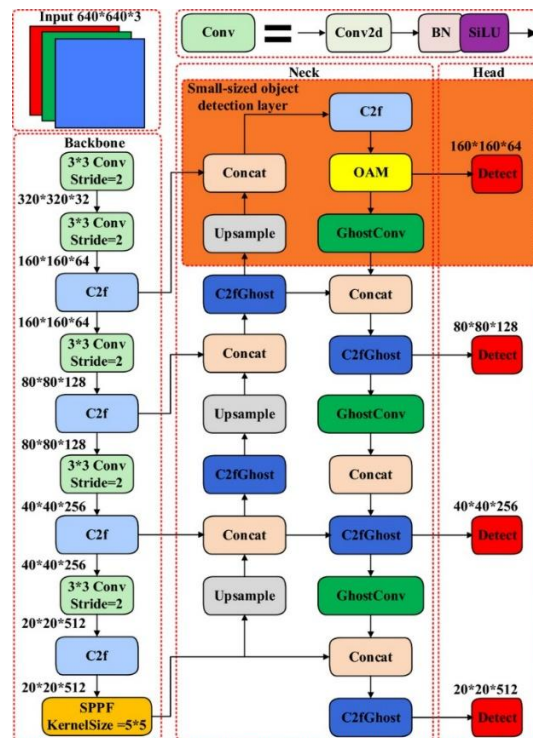 Input 640*640*3
Conv
Conv2d
BN
SiLU
Backbone
3*3 Conv
Stride=2
320*320*32
3*3 Conv
Stride=2
160*160*64
C2f
160*160*64
3*3 Conv
Stride=2
80*80*128
C2f
80*80*128
3*3 Conv
Stride=2
40*40*256
C2f
40*40*256
3*3 Conv
Stride=2
20*20*512
C2f
20*20*512
SPPF
KernelSize =5*5
Neck
Small-sized object
detection layer
Concat
Upsample
C2fGhost
Concat
Upsample
C2fGhost
Concat
Upsample
C2f
OAM
GhostConv
Concat
C2fGhost
GhostConv
Concat
C2fGhost
GhostConv
Concat
C2fGhost
Head
160*160*64
Detect
80*80*128
Detect
40*40*256
Detect
20*20*512
Detect